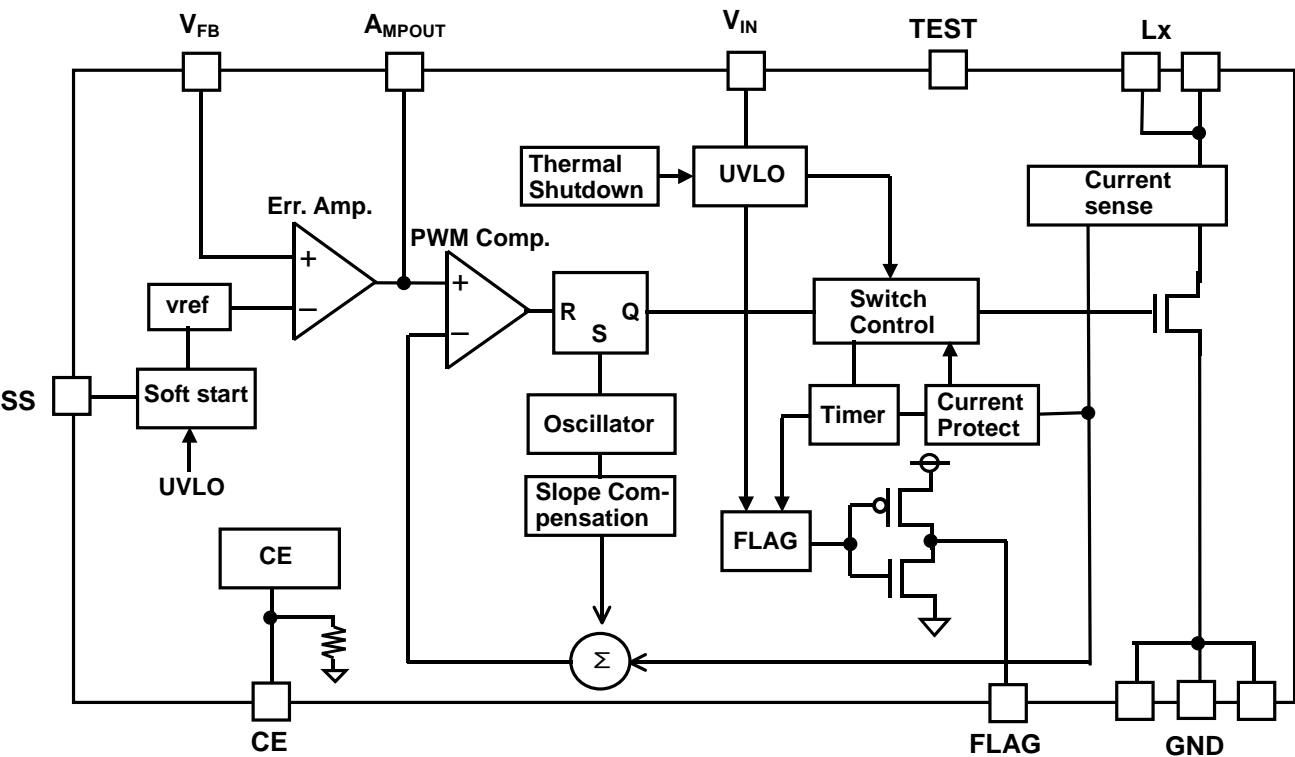 VFB
AMPOUT
VIN
TEST
Lx
Thermal
Shutdown
UVLO
Current
sense
Err. Amp.
PWM Comp.
+
−
+
−
vref
R
S
Q
Switch
Control
SS
Soft start
UVLO
Oscillator
Timer
Current
Protect
Slope Com-
pensation
FLAG
CE
Σ
CE
FLAG
GND